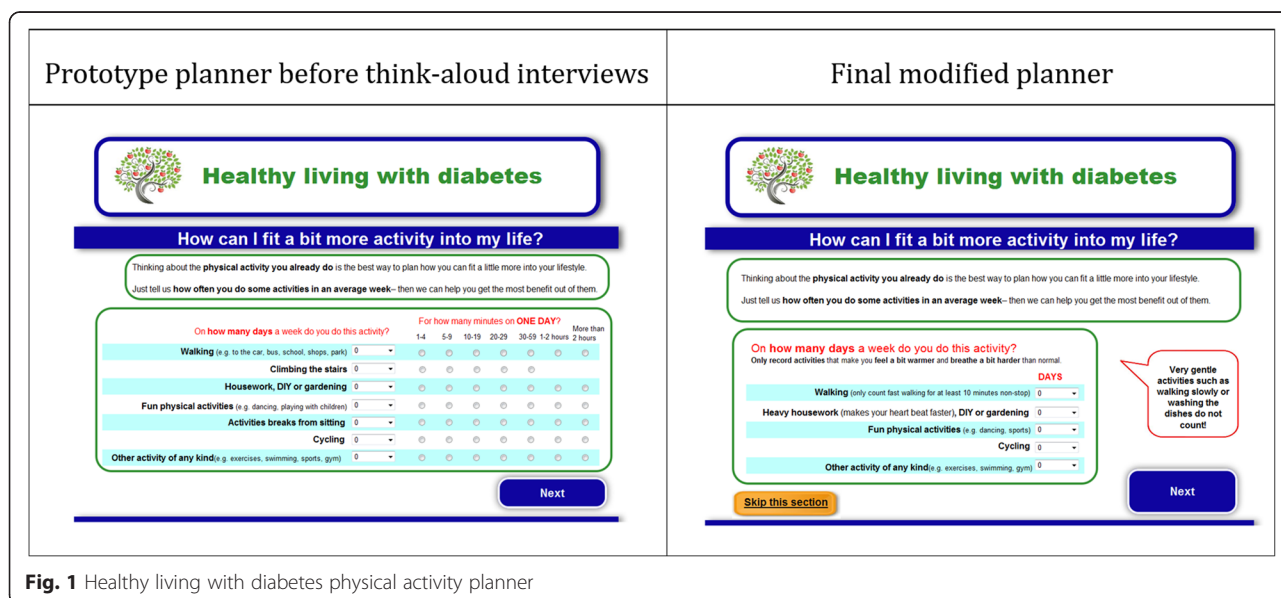 Prototype planner before think-aloud interviews
Healthy living with diabetes
How can I fit a bit more activity into my life?
Thinking about the physical activity you already do is the best way to plan how you can fit a little more into your lifestyle.
Just tell us how often you do some activities in an average week– then we can help you get the most benefit out of them.
On how many days a week do you do this activity?
For how many minutes on ONE DAY?
1-4 5-9 10-19 20-29 30-59 1-2 hours More than 2 hours
Walking (e.g. to the car, bus, school, shops, park) 0
Climbing the stairs 0
Housework, DIY or gardening 0
Fun physical activities (e.g. dancing, playing with children) 0
Activities breaks from sitting 0
Cycling 0
Other activity of any kind(e.g. exercises, swimming, sports, gym) 0
Next
Final modified planner
Healthy living with diabetes
How can I fit a bit more activity into my life?
Thinking about the physical activity you already do is the best way to plan how you can fit a little more into your lifestyle.
Just tell us how often you do some activities in an average week– then we can help you get the most benefit out of them.
On how many days a week do you do this activity?
Only record activities that make you feel a bit warmer and breathe a bit harder than normal.
DAYS
Walking (only count fast walking for at least 10 minutes non-stop) 0
Heavy housework (makes your heart beat faster), DIY or gardening 0
Fun physical activities (e.g. dancing, sports) 0
Cycling 0
Other activity of any kind(e.g. exercises, swimming, gym) 0
Very gentle
activities such as
walking slowly or
washing the
dishes do not
count!
Skip this section
Next
Fig. 1 Healthy living with diabetes physical activity planner